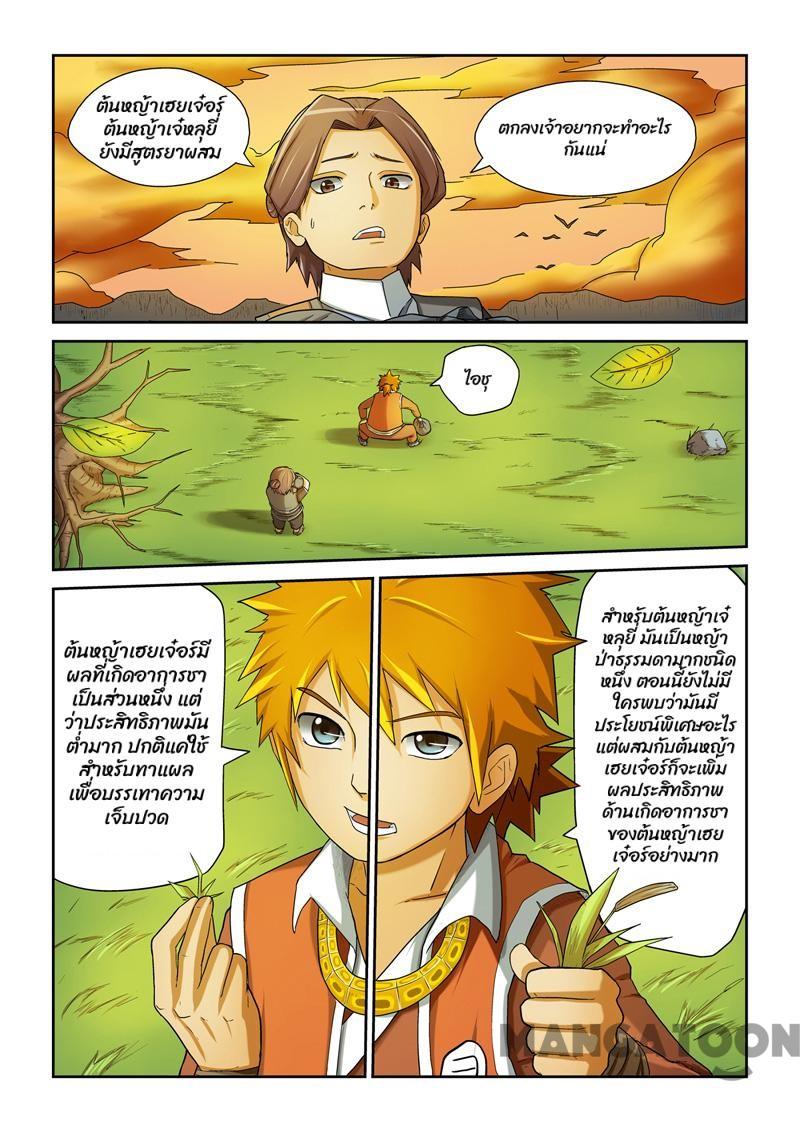 ต้นหญ้าเฮยเจ๋อร์
ต้นหญ้าเจ๋หลุยี่
ยังมีสูตรยาผสม
ตกลงเจ้าอยากจะทำอะไร
กันแน่
ไอชุ
ต้นหญ้าเฮยเจ๋อร์มี
ผลที่เกิดอาการชา
เป็นส่วนหนึ่ง แต่
ว่าประสิทธิภาพมัน
ต่ำมาก ปกติแค่ใช้
สำหรับทาแผล
เพื่อบรรเทาความ
เจ็บปวด
สำหรับต้นหญ้าเจ๋
หลุยี่ มันเป็นหญ้า
ป่าธรรมดามากชนิด
หนึ่ง ตอนนี้ยังไม่มี
ใครพบว่ามันมี
ประโยชน์พิเศษอะไร
แต่ผสมกับต้นหญ้า
เฮยเจ๋อร์ก็จะเพิ่ม
ผลประสิทธิภาพ
ด้านเกิดอาการชา
ของต้นหญ้าเฮย
เจ๋อร์อย่างมาก
MANGATOON